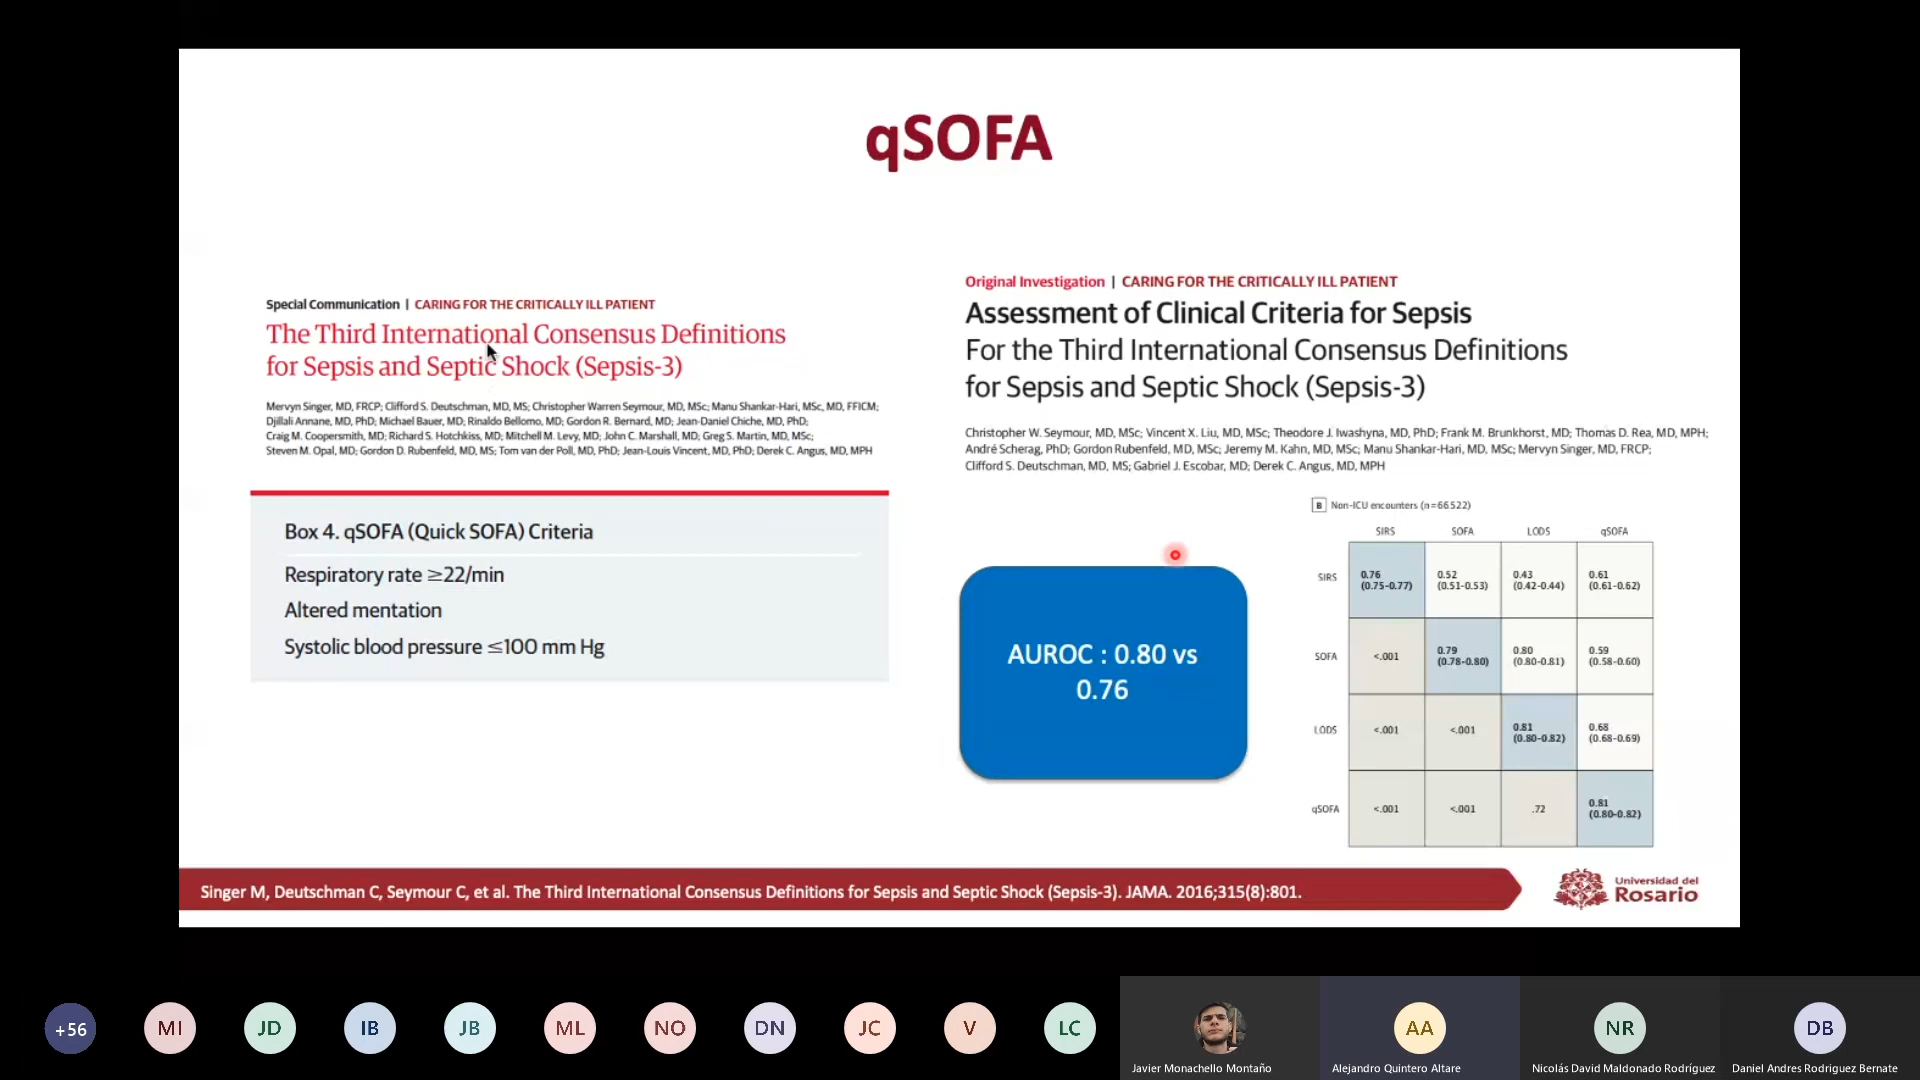 qSOFA
Special Communication | CARING FOR THE CRITICALLY ILL PATIENT
The Third International Consensus Definitions
for Sepsis and Septic Shock (Sepsis-3)
Mervyn Singer, MD, FRCP; Clifford S. Deutschman, MD, MS; Christopher Warren Seymour, MD, MSc; Manu Shankar-Hari, MSc, MD, FFICM;
Djillali Annane, MD, PhD; Michael Bauer, MD; Rinaldo Bellomo, MD; Gordon R. Bernard, MD; Jean-Daniel Chiche, MD, PhD;
Craig M. Coopersmith, MD; Richard S. Hotchkiss, MD; Mitchell M. Levy, MD; John C. Marshall, MD; Greg S. Martin, MD, MSc;
Steven M. Opal, MD; Gordon D. Rubenfeld, MD, MS; Tom van der Poll, MD, PhD; Jean-Louis Vincent, MD, PhD; Derek C. Angus, MD, MPH
Box 4. qSOFA (Quick SOFA) Criteria
Respiratory rate ≥22/min
Altered mentation
Systolic blood pressure ≤100 mm Hg
Original Investigation | CARING FOR THE CRITICALLY ILL PATIENT
Assessment of Clinical Criteria for Sepsis
For the Third International Consensus Definitions
for Sepsis and Septic Shock (Sepsis-3)
Christopher W. Seymour, MD, MSc; Vincent X. Liu, MD, MSc; Theodore J. Iwashyna, MD, PhD; Frank M. Brunkhorst, MD; Thomas D. Rea, MD, MPH;
André Scherag, PhD; Gordon Rubenfeld, MD, MSc; Jeremy M. Kahn, MD, MSc; Manu Shankar-Hari, MD, MSc; Mervyn Singer, MD, FRCP;
Clifford S. Deutschman, MD, MS; Gabriel J. Escobar, MD; Derek C. Angus, MD, MPH
AUROC : 0.80 vs
0.76
B Non-ICU encounters (n=66522)
SIRS SOFA LODS qSOFA
SIRS 0.76 0.52 0.43 0.61
(0.75-0.77) (0.51-0.53) (0.42-0.44) (0.61-0.62)
SOFA <.001 0.79 0.80 0.59
(0.78-0.80) (0.80-0.81) (0.58-0.60)
LODS <.001 <.001 0.81 0.68
(0.80-0.82) (0.68-0.69)
qSOFA <.001 <.001 .72 0.81
(0.80-0.82)
Singer M, Deutschman C, Seymour C, et al. The Third International Consensus Definitions for Sepsis and Septic Shock (Sepsis-3). JAMA. 2016;315(8):801.
Universidad del
Rosario
+56 MI JD IB JB ML NO DN JC V LC AA NR DB
Javier Monachello Montaño Alejandro Quintero Altare Nicolás David Maldonado Rodríguez Daniel Andres Rodriguez Bernate